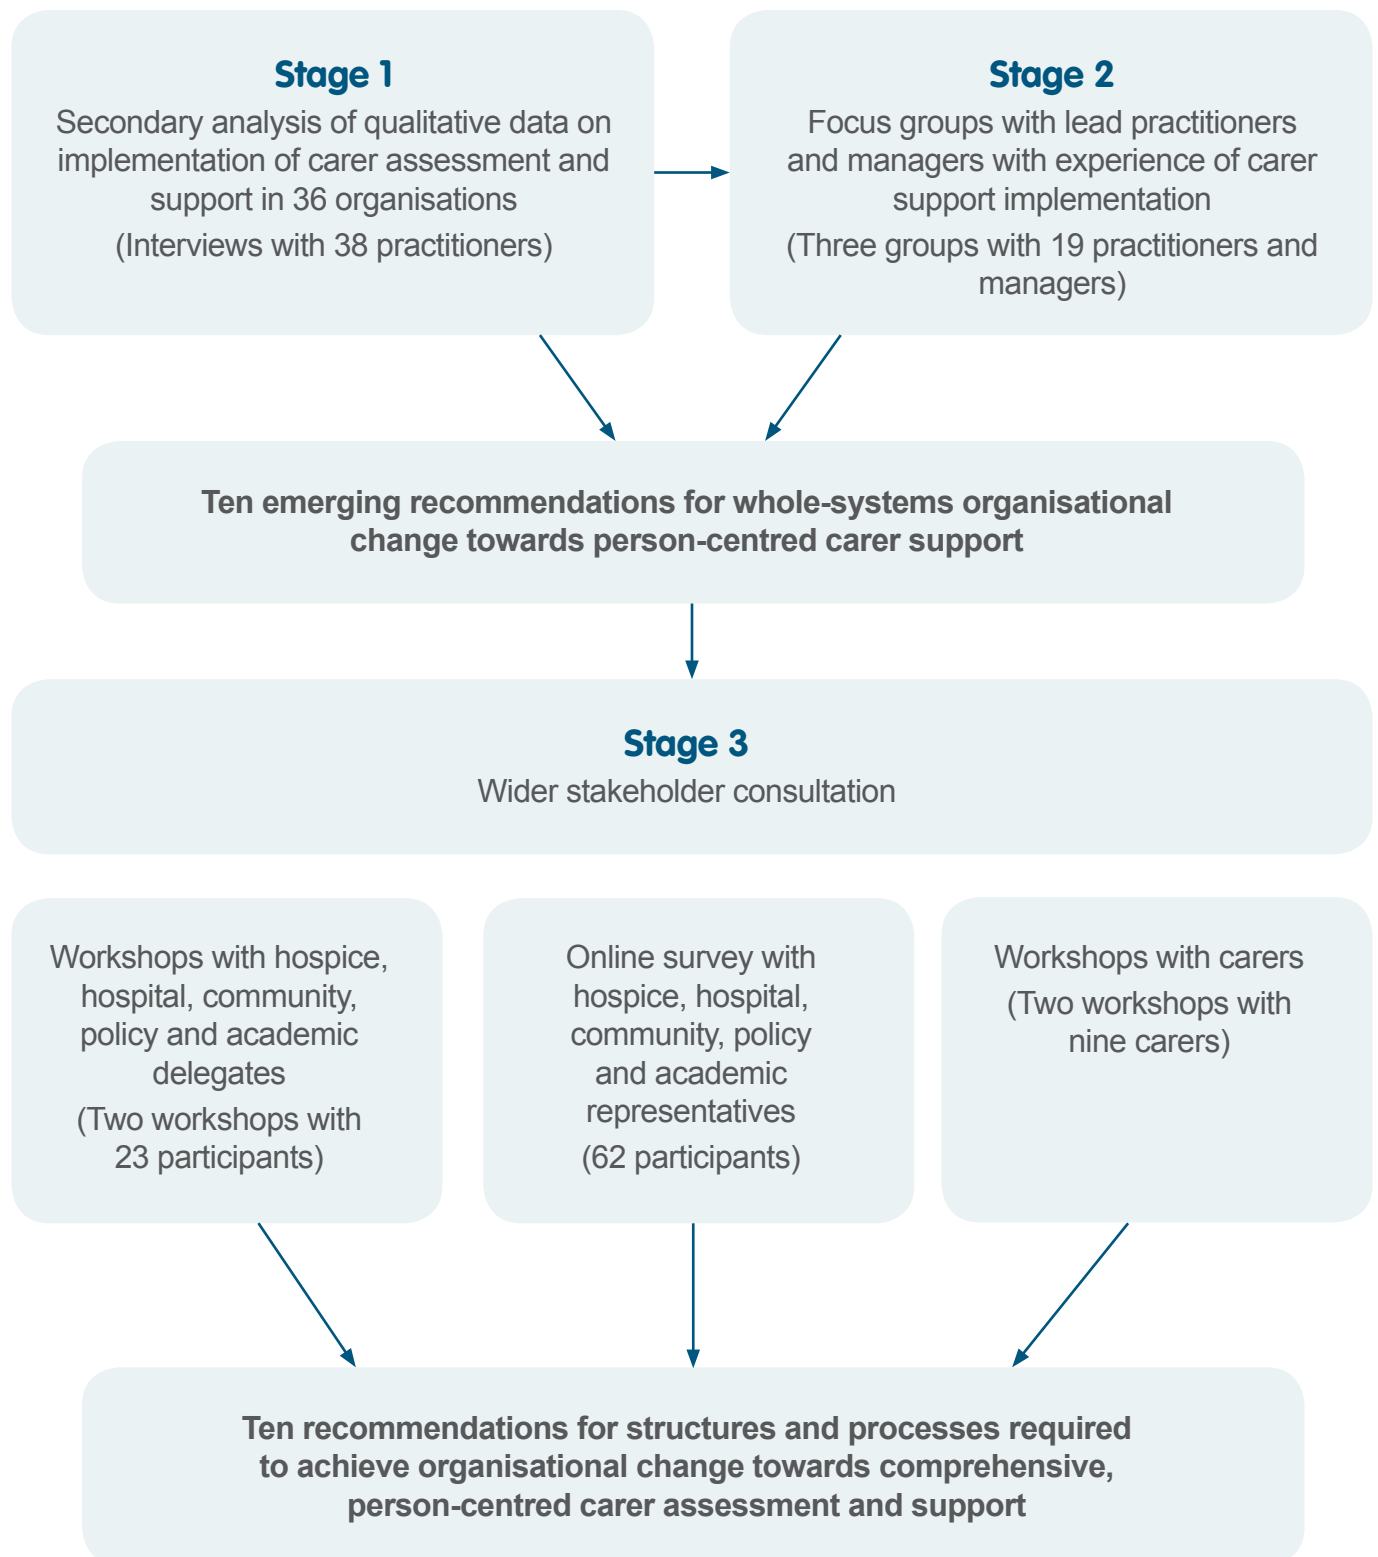 Stage 1
Secondary analysis of qualitative data on
implementation of carer assessment and
support in 36 organisations
(Interviews with 38 practitioners)
Stage 2
Focus groups with lead practitioners
and managers with experience of carer
support implementation
(Three groups with 19 practitioners and
managers)
Ten emerging recommendations for whole-systems organisational
change towards person-centred carer support
Stage 3
Wider stakeholder consultation
Workshops with hospice,
hospital, community,
policy and academic
delegates
(Two workshops with
23 participants)
Online survey with
hospice, hospital,
community, policy
and academic
representatives
(62 participants)
Workshops with carers
(Two workshops with
nine carers)
Ten recommendations for structures and processes required
to achieve organisational change towards comprehensive,
person-centred carer assessment and support